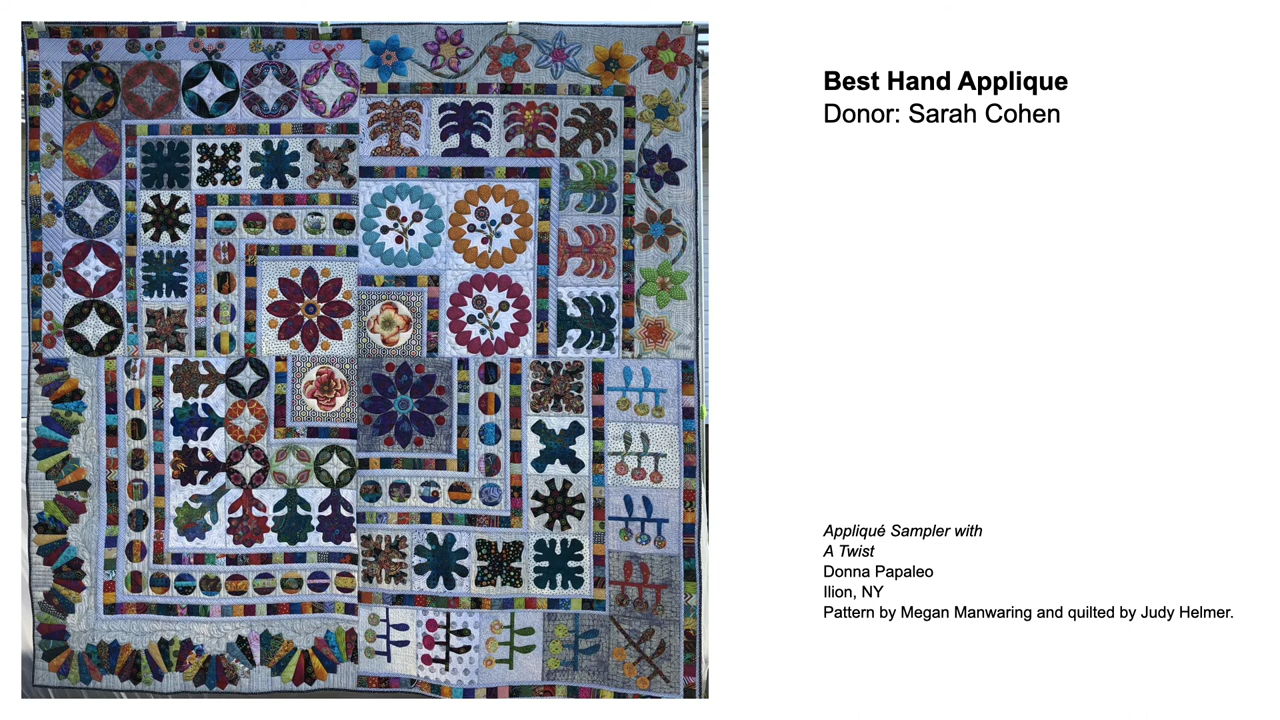 Best Hand Applique
Donor: Sarah Cohen
Appliqué Sampler with
A Twist
Donna Papaleo
Ilion, NY
Pattern by Megan Manwaring and quilted by Judy Helmer.